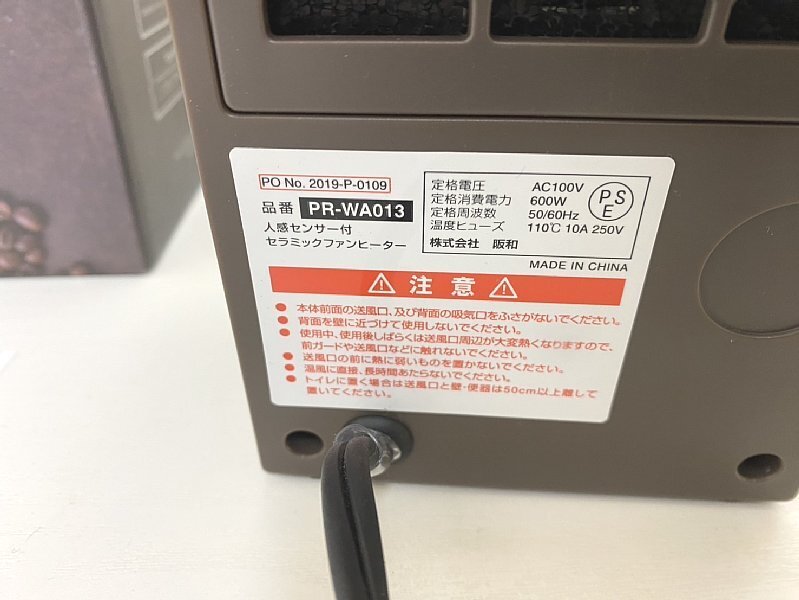 PO No. 2019-P-0109
品番 PR-WA013
人感センサー付
セラミックファンヒーター
定格電圧 AC100V
定格消費電力 600W
定格周波数 50/60Hz
温度ヒューズ 110℃ 10A 250V
株式会社 阪和
PSE
MADE IN CHINA
注意
● 本体前面の送風口、及び背面の吸気口をふさがないでください。
● 背面を壁に近づけて使用しないでください。
● 使用中、使用後しばらくは送風口周辺が大変熱くなりますので、
前ガードや送風口などに触れないでください。
● 送風口の前に熱に弱いものを置かないでください。
● 温風に直接、長時間あたらないでください。
● トイレに置く場合は送風口と壁・便器は50cm以上離して
置いてください。